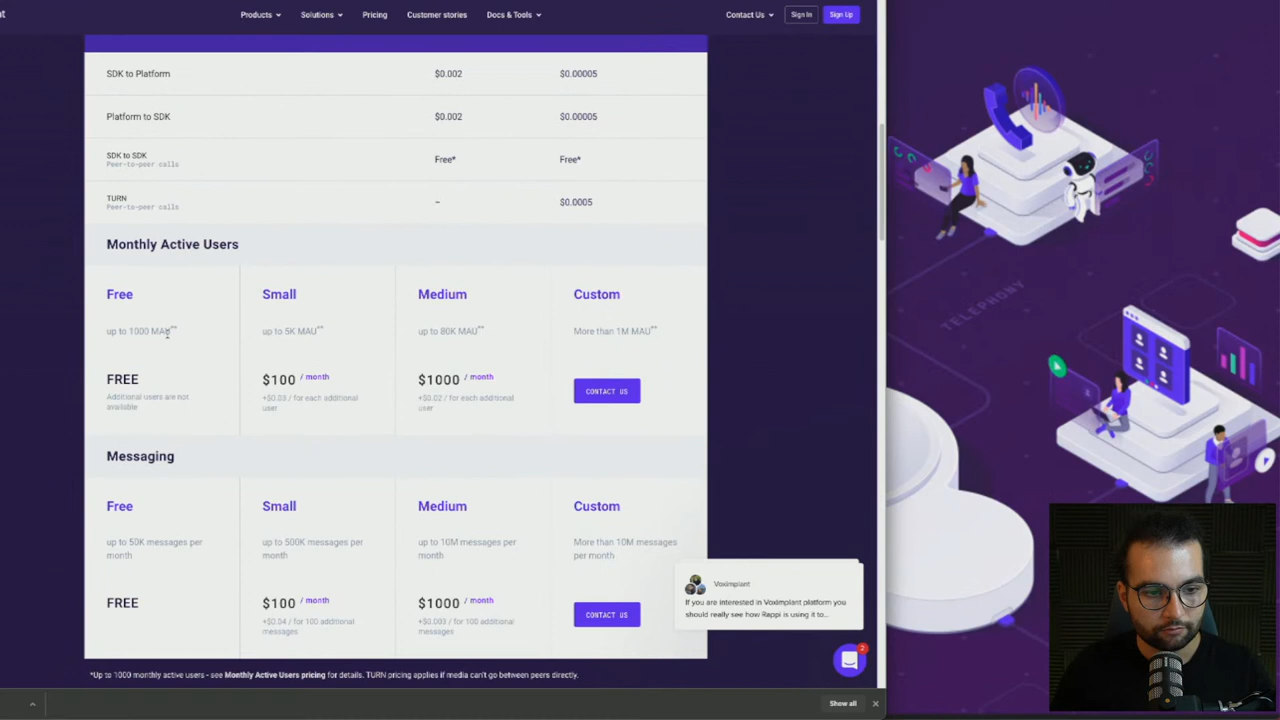 Products
Solutions
Pricing
Customer stories
Docs & Tools
Contact Us
Sign In
Sign Up
SDK to Platform
$0.002
$0.00005
Platform to SDK
$0.002
$0.00005
SDK to SDK
Peer-to-peer calls
Free*
Free*
TURN
Peer-to-peer calls
–
$0.0005
Monthly Active Users
Free
Small
Medium
Custom
up to 1000 MAU**
up to 5K MAU**
up to 80K MAU**
More than 1M MAU**
FREE
Additional users are not
available
$100 / month
+$0.03 / for each additional
user
$1000 / month
+$0.02 / for each additional
user
CONTACT US
Messaging
Free
Small
Medium
Custom
up to 50K messages per
month
up to 500K messages per
month
up to 10M messages per
month
More than 10M messages
per month
FREE
$100 / month
+$0.04 / for 100 additional
messages
$1000 / month
+$0.003 / for 100 additional
messages
CONTACT US
Voximplant
If you are interested in Voximplant platform you
should really see how Rappi is using it to...
2
*Up to 1000 monthly active users - see Monthly Active Users pricing for details. TURN pricing applies if media can't go between peers directly.
Show all
TELEPHONY